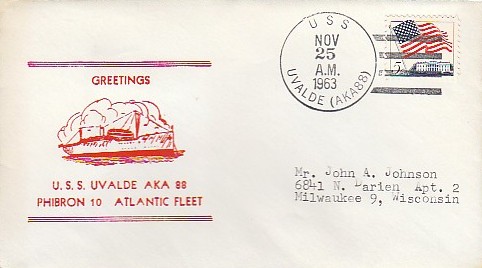 GREETINGS
U.S.S. UVALDE AKA 88
PHIBRON 10 ATLANTIC FLEET
USS
NOV
25
A.M.
1963
UVALDE (AKA88)
5¢
Mr. John A. Johnson
6841 N. Darien Apt. 2
Milwaukee 9, Wisconsin